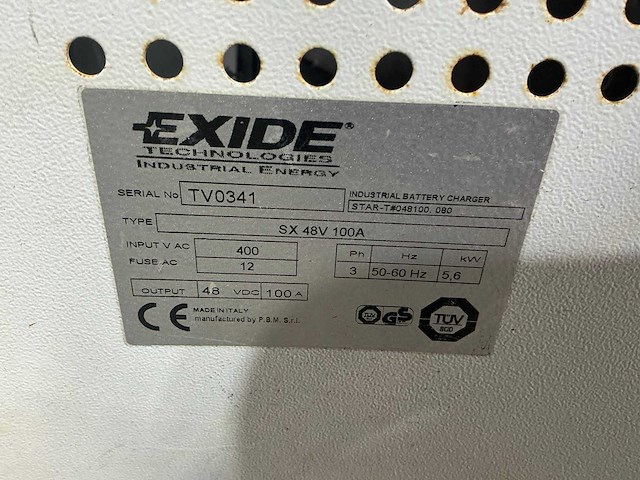 EXIDE®
TECHNOLOGIES
INDUSTRIAL ENERGY
SERIAL No TV0341
INDUSTRIAL BATTERY CHARGER
STAR-T#048100. 080
TYPE SX 48V 100A
INPUT V AC 400
FUSE AC 12
Ph Hz kW
3 50-60 Hz 5,6
OUTPUT 48 VDC 100 A
CE MADE IN ITALY
manufactured by P.B.M. S.r.l.
TÜV GS
TÜV